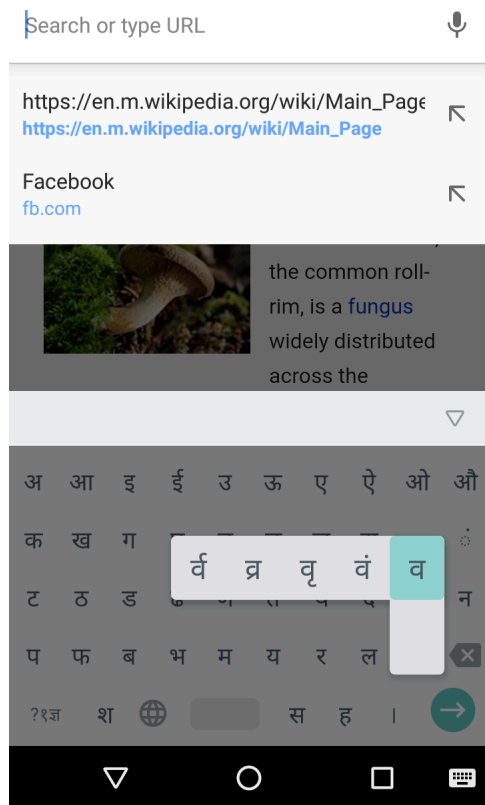 Search or type URL
https://en.m.wikipedia.org/wiki/Main_Page
https://en.m.wikipedia.org/wiki/Main_Page
Facebook
fb.com
the common roll-
rim, is a fungus
widely distributed
across the
अ आ इ ई उ ऊ ए ऐ ओ औ
क ख ग ं
र्व व्र वृ वं व
ट ठ ड न
प फ ब भ म य र ल
?१ज्ञ श स ह ।